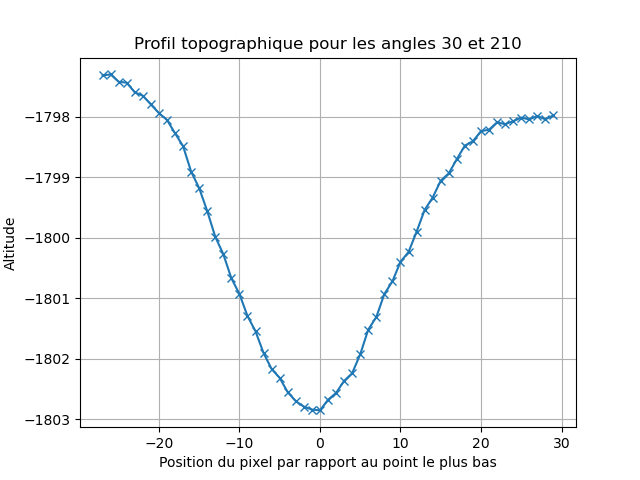 Profil topographique pour les angles 30 et 210
−1798
−1799
−1800
−1801
−1802
−1803
Altitude
−20 −10 0 10 20 30
Position du pixel par rapport au point le plus bas